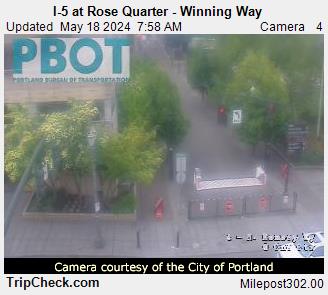 I-5 at Rose Quarter - Winning Way
Updated May 18 2024 7:58 AM Camera 4
PBOT
PORTLAND BUREAU OF TRANSPORTATION
Camera courtesy of the City of Portland
TripCheck.com Milepost302.00